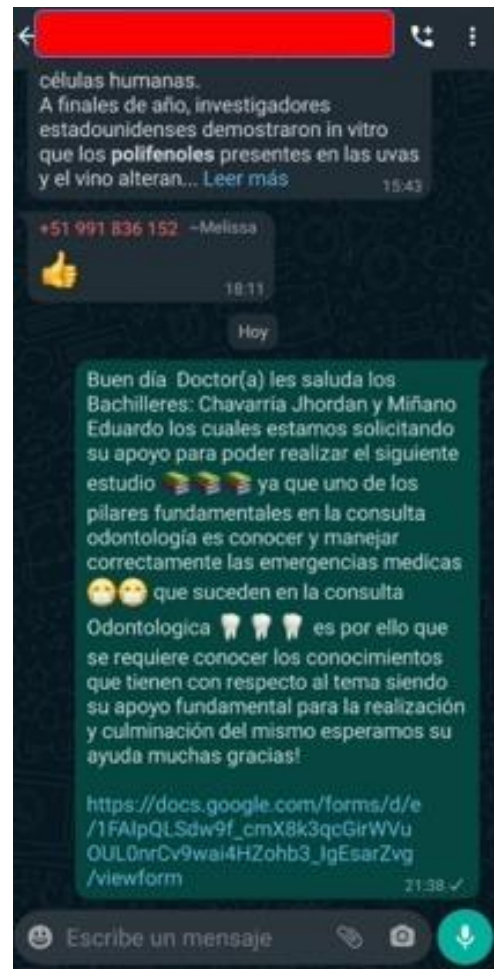 células humanas.
A finales de año, investigadores
estadounidenses demostraron in vitro
que los polifenoles presentes en las uvas
y el vino alteran... Leer más
15:43
+51 991 836 152 ~Melissa
18:11
Hoy
Buen día Doctor(a) les saluda los
Bachilleres: Chavarria Jhordan y Miñano
Eduardo los cuales estamos solicitando
su apoyo para poder realizar el siguiente
estudio 📚📚📚 ya que uno de los
pilares fundamentales en la consulta
odontología es conocer y manejar
correctamente las emergencias medicas
😷😷 que suceden en la consulta
Odontologica 🦷🦷🦷 es por ello que
se requiere conocer los conocimientos
que tienen con respecto al tema siendo
su apoyo fundamental para la realización
y culminación del mismo esperamos su
ayuda muchas gracias!
https://docs.google.com/forms/d/e
/1FAIpQLSdw9f_cmX8k3qcGirWVu
OUL0nrCv9wai4HZohb3_IgEsarZvg
/viewform
21:38
Escribe un mensaje